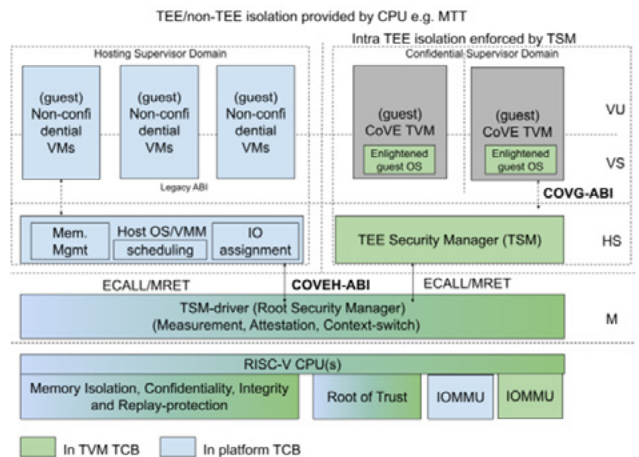 TEE/non-TEE isolation provided by CPU e.g. MTT
Intra TEE isolation enforced by TSM
Hosting Supervisor Domain
Confidential Supervisor Domain
(guest)
Non-confi
dential
VMs
(guest)
Non-confi
dential
VMs
(guest)
Non-confi
dential
VMs
(guest)
CoVE TVM
Enlightened
guest OS
(guest)
CoVE TVM
Enlightened
guest OS
VU
VS
Legacy ABI
COVG-ABI
Mem.
Mgmt
Host OS/VMM
scheduling
IO
assignment
TEE Security Manager (TSM)
HS
ECALL/MRET
COVEH-ABI
ECALL/MRET
TSM-driver (Root Security Manager)
(Measurement, Attestation, Context-switch)
M
RISC-V CPU(s)
Memory Isolation, Confidentiality, Integrity
and Replay-protection
Root of Trust
IOMMU
IOMMU
In TVM TCB
In platform TCB